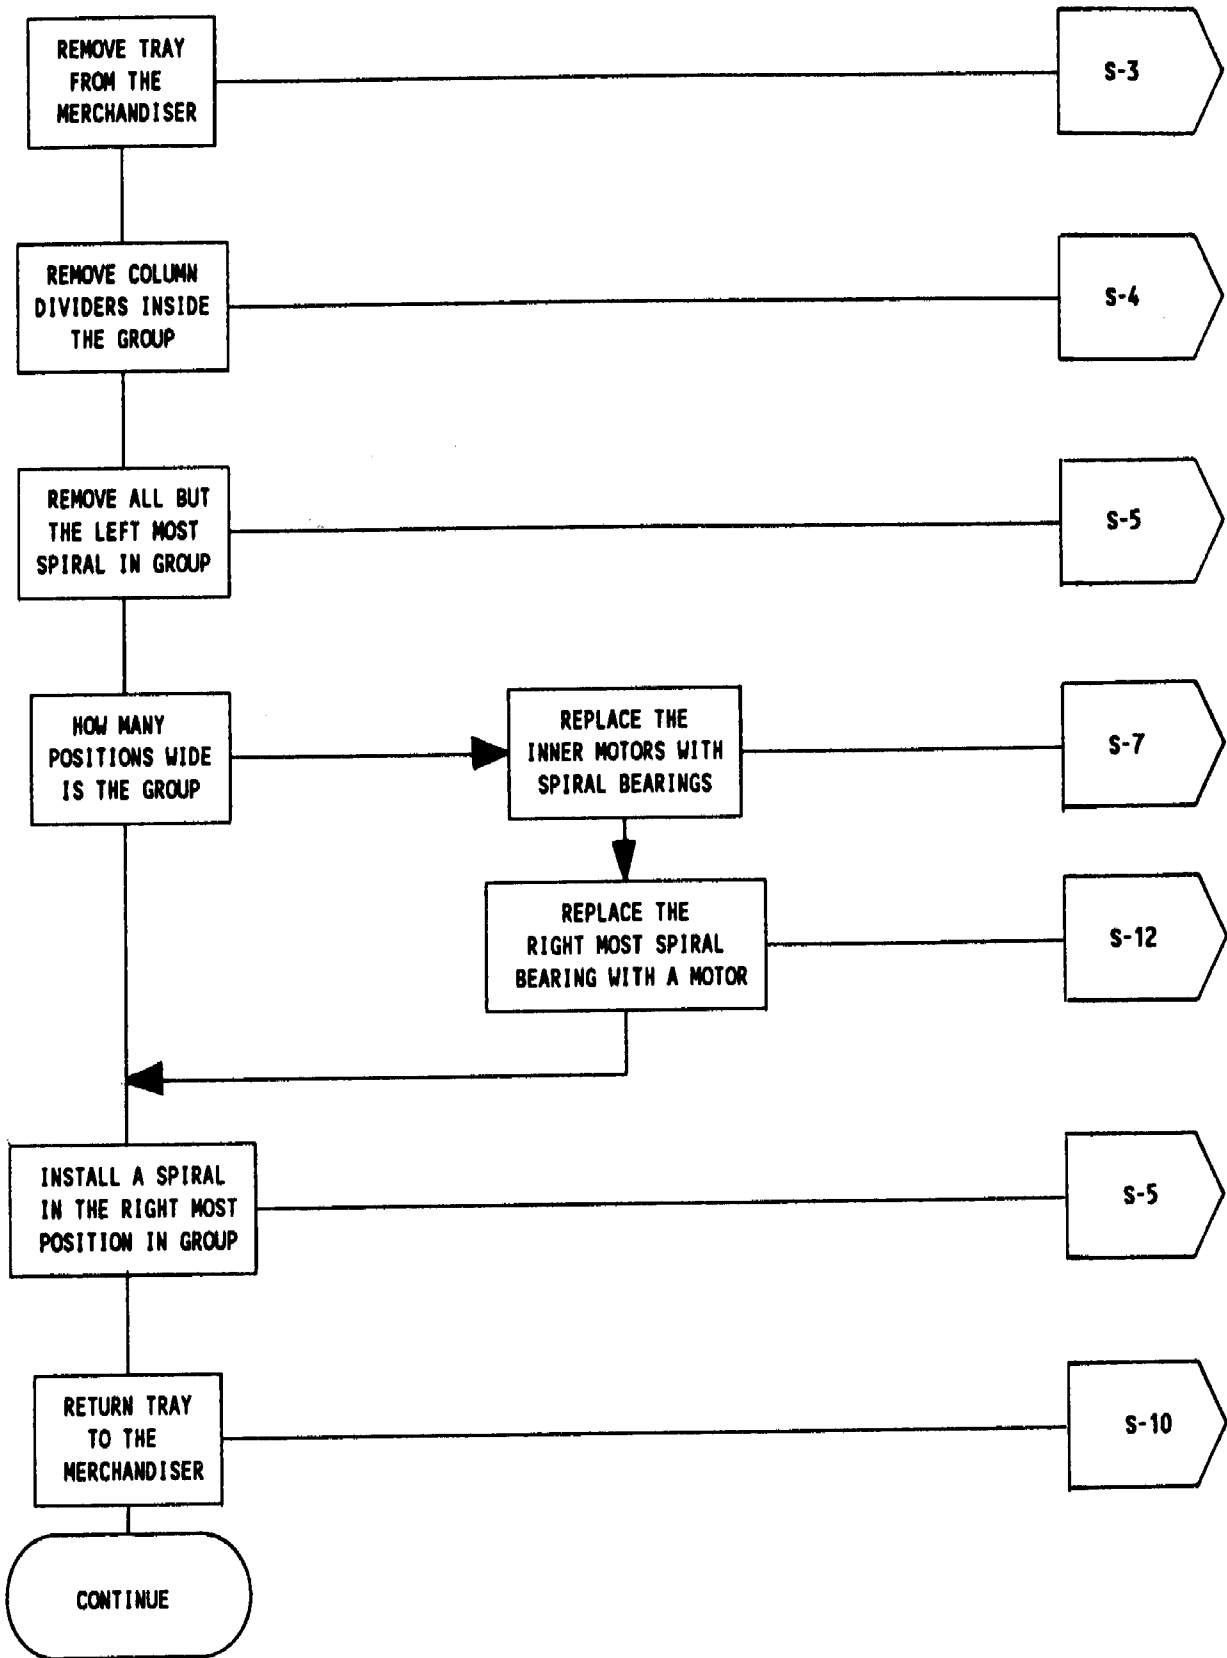 REMOVE TRAY
FROM THE
MERCHANDISER
S-3
REMOVE COLUMN
DIVIDERS INSIDE
THE GROUP
S-4
REMOVE ALL BUT
THE LEFT MOST
SPIRAL IN GROUP
S-5
HOW MANY
POSITIONS WIDE
IS THE GROUP
REPLACE THE
INNER MOTORS WITH
SPIRAL BEARINGS
S-7
REPLACE THE
RIGHT MOST SPIRAL
BEARING WITH A MOTOR
S-12
INSTALL A SPIRAL
IN THE RIGHT MOST
POSITION IN GROUP
S-5
RETURN TRAY
TO THE
MERCHANDISER
S-10
CONTINUE